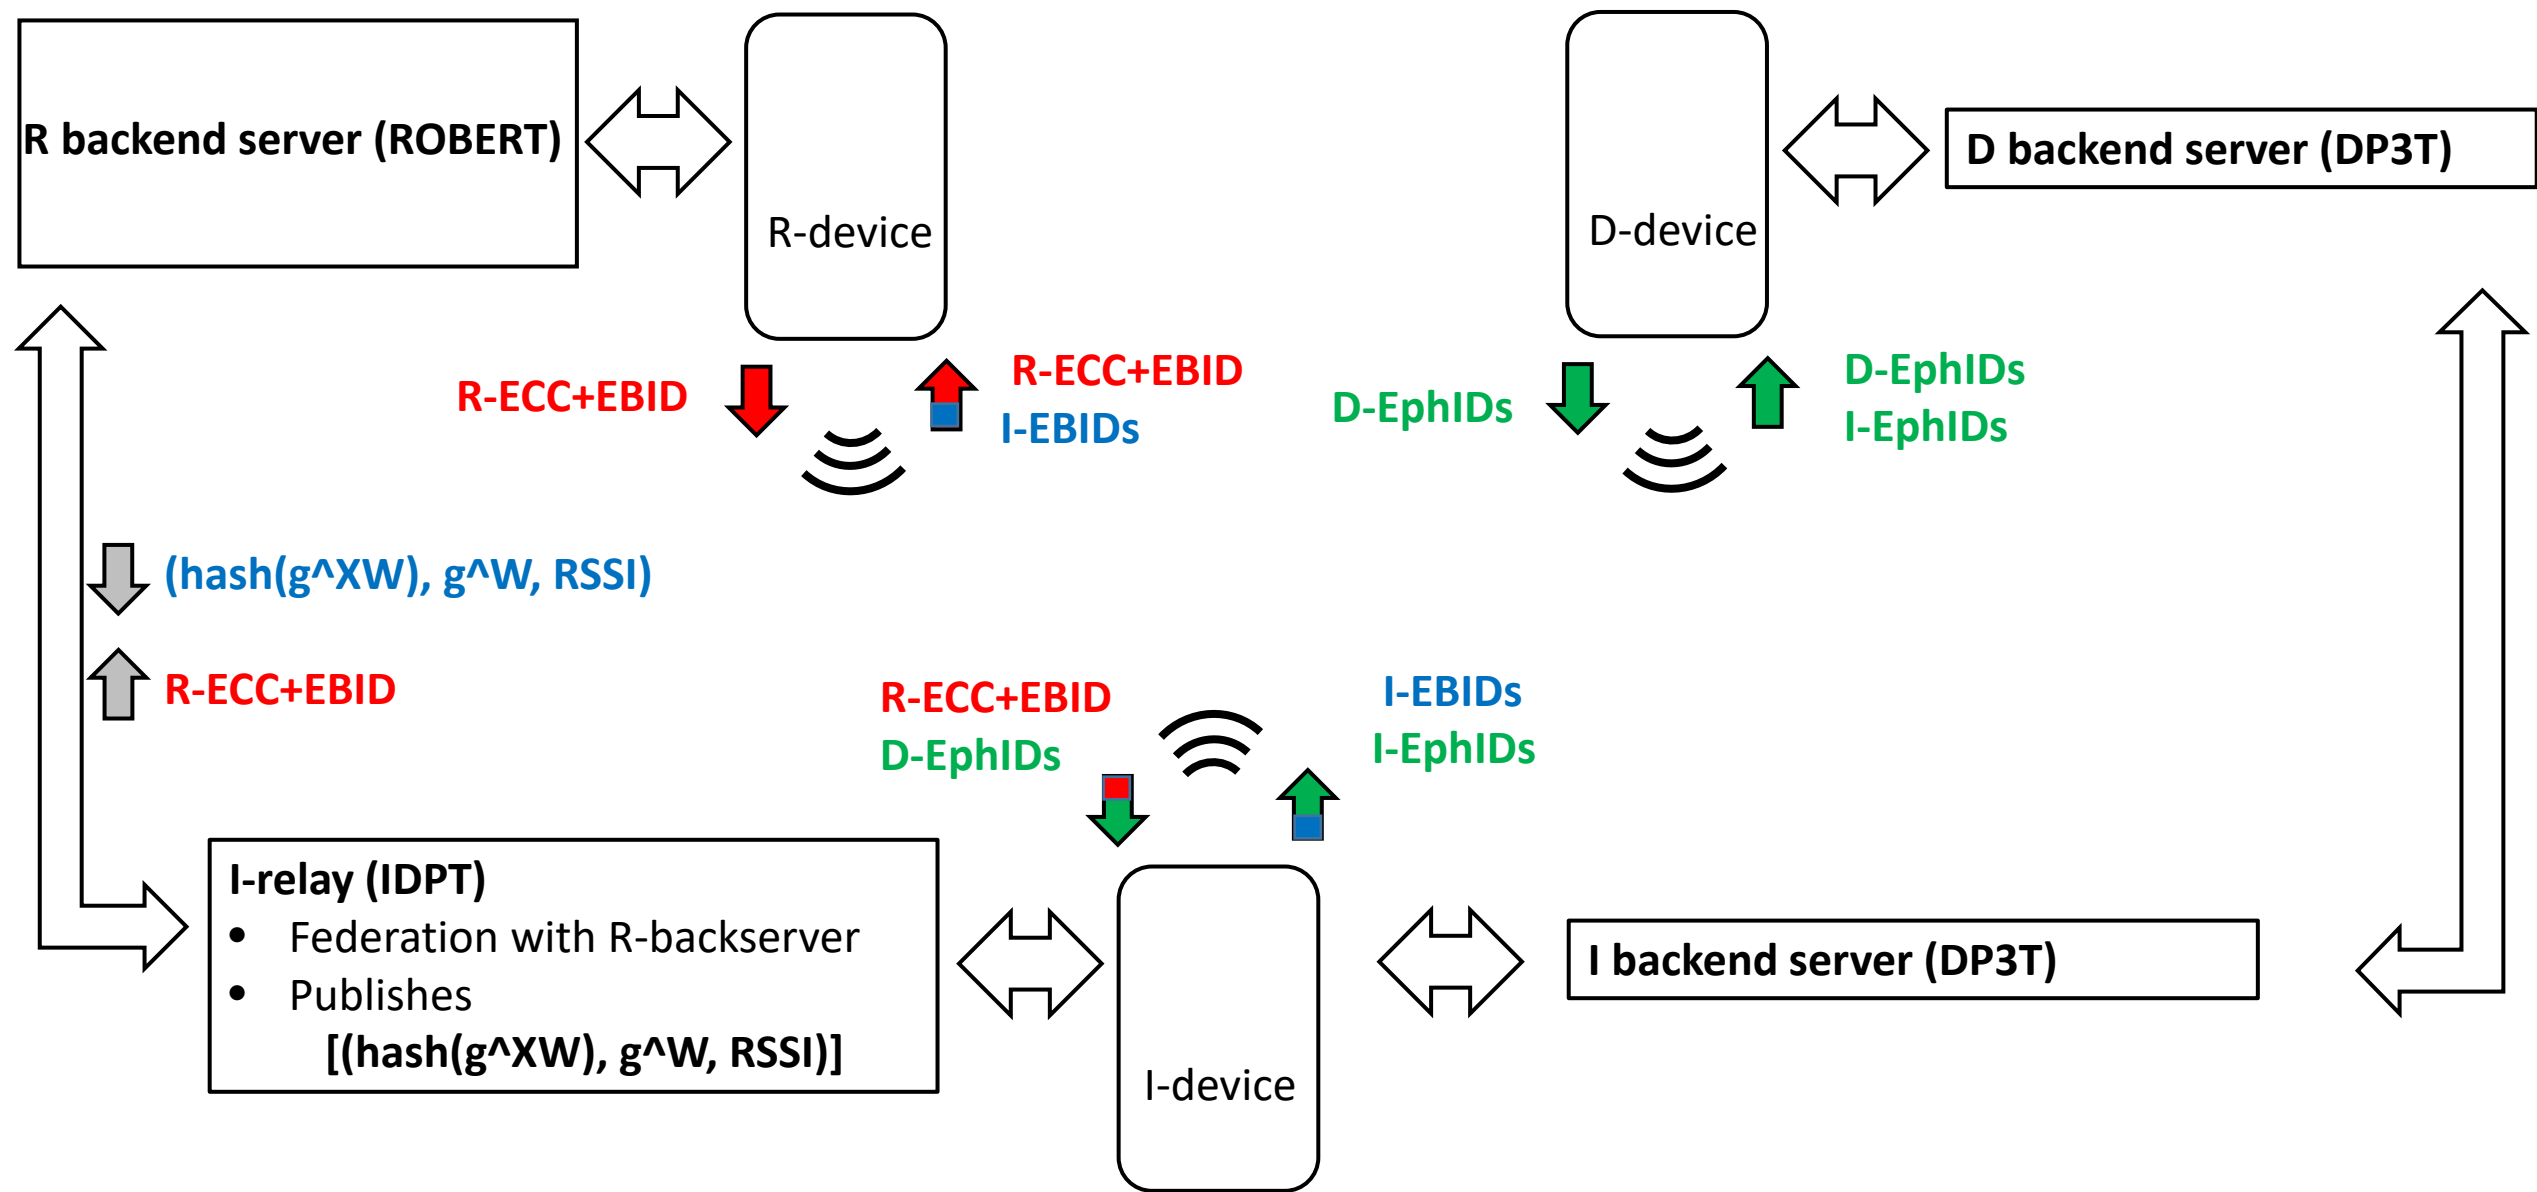 R backend server (ROBERT)
R-device
D-device
D backend server (DP3T)
R-ECC+EBID
R-ECC+EBID
I-EBIDs
D-EphIDs
D-EphIDs
I-EphIDs
(hash(g^XW), g^W, RSSI)
R-ECC+EBID
R-ECC+EBID
D-EphIDs
I-EBIDs
I-EphIDs
I-relay (IDPT)
• Federation with R-backserver
• Publishes
[(hash(g^XW), g^W, RSSI)]
I-device
I backend server (DP3T)